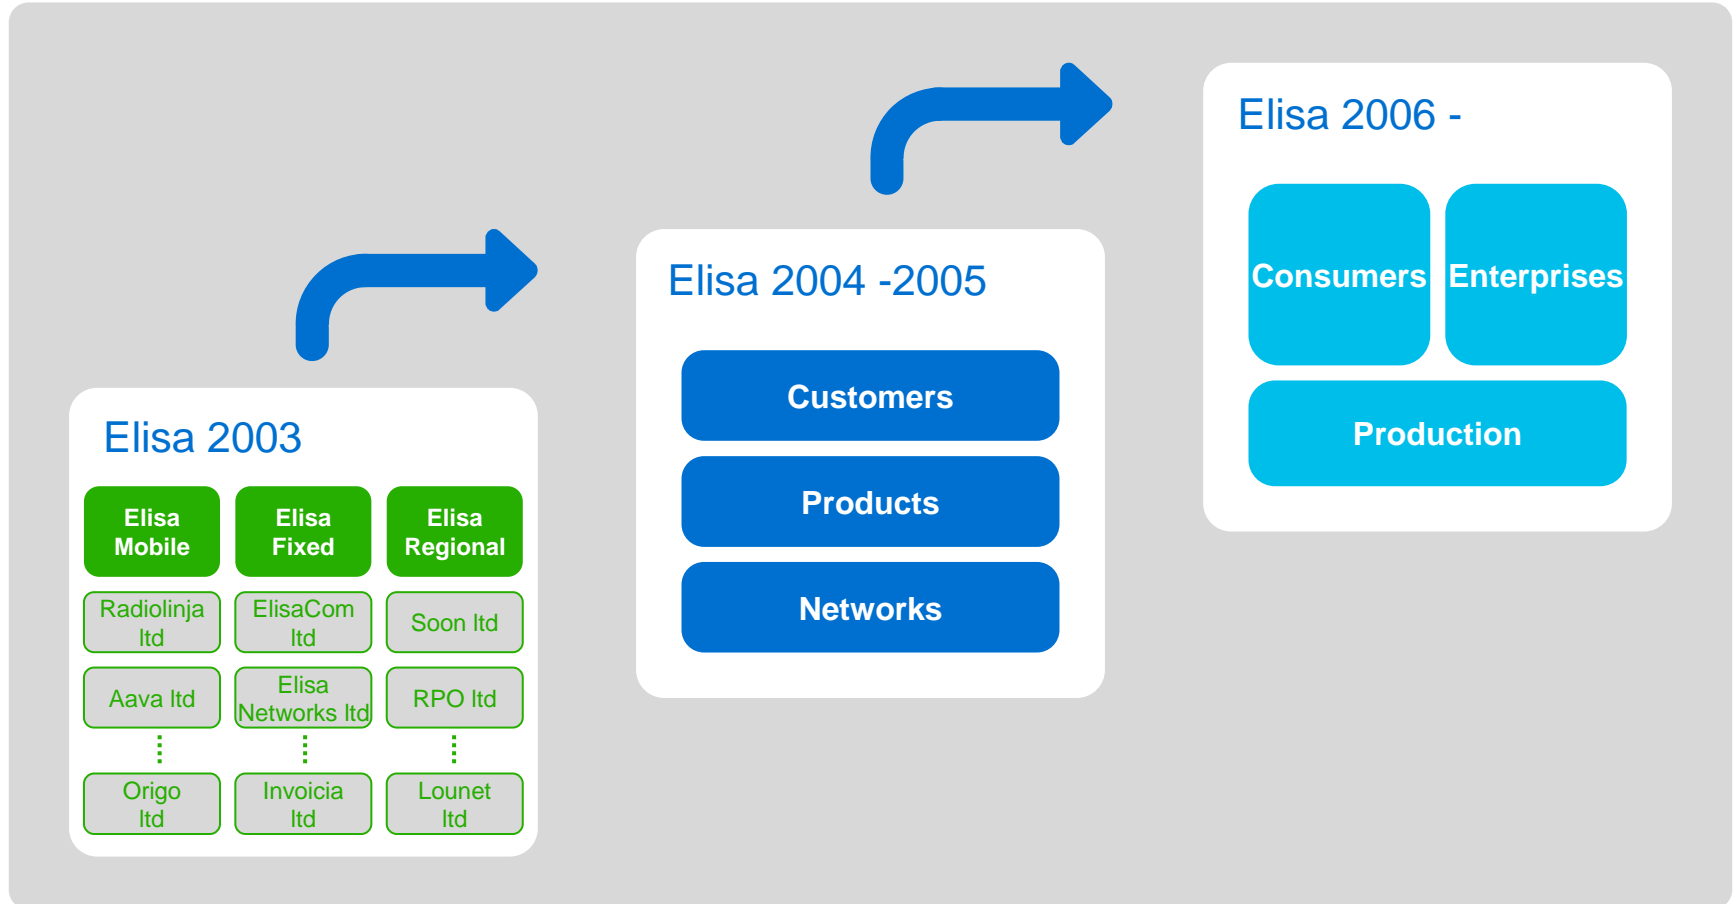 Elisa 2006 -
Consumers
Enterprises
Production
Elisa 2004 -2005
Customers
Products
Networks
Elisa 2003
Elisa
Mobile
Elisa
Fixed
Elisa
Regional
Radiolinja
ltd
ElisaCom
ltd
Soon ltd
Aava ltd
Elisa
Networks ltd
RPO ltd
Origo
ltd
Invoicia
ltd
Lounet
ltd